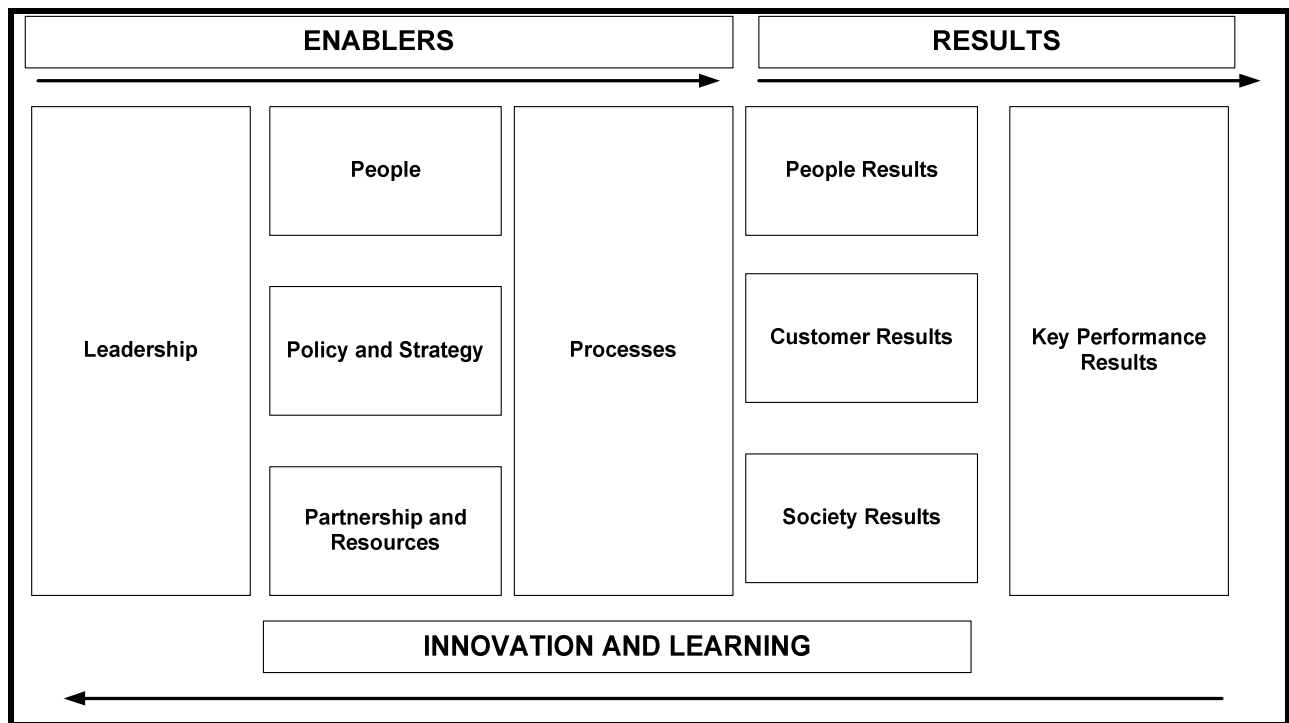 ENABLERS
RESULTS
People
People Results
Leadership
Policy and Strategy
Processes
Customer Results
Key Performance
Results
Partnership and
Resources
Society Results
INNOVATION AND LEARNING